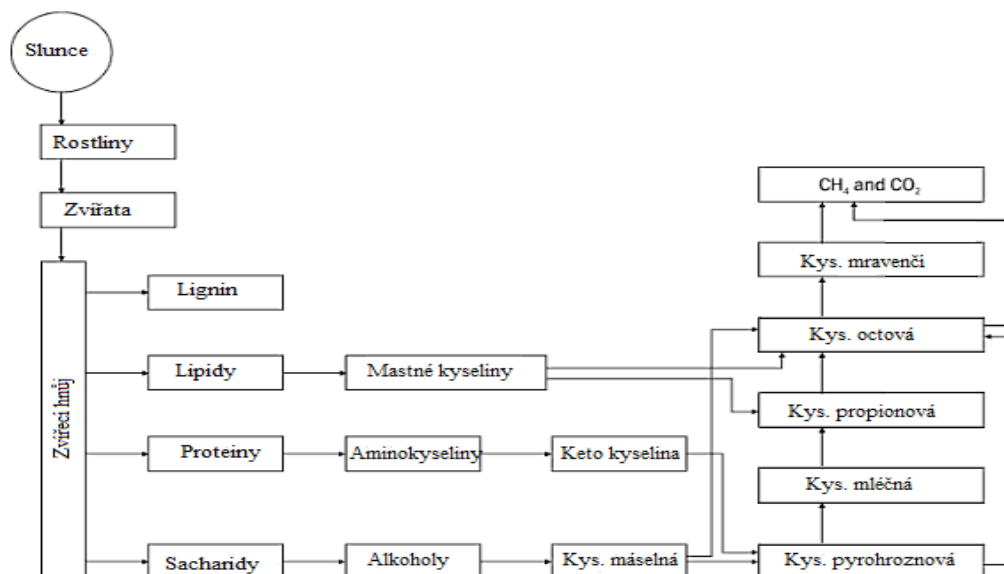 Slunce
Rostliny
Zvířata
Zvířecí hnůj
CH₄ and CO₂
Kys. mravenčí
Lignin
Kys. octová
Lipidy
Mastné kyseliny
Kys. propionová
Proteiny
Aminokyseliny
Keto kyselina
Kys. mléčná
Sacharidy
Alkoholy
Kys. máselná
Kys. pyrohroznová